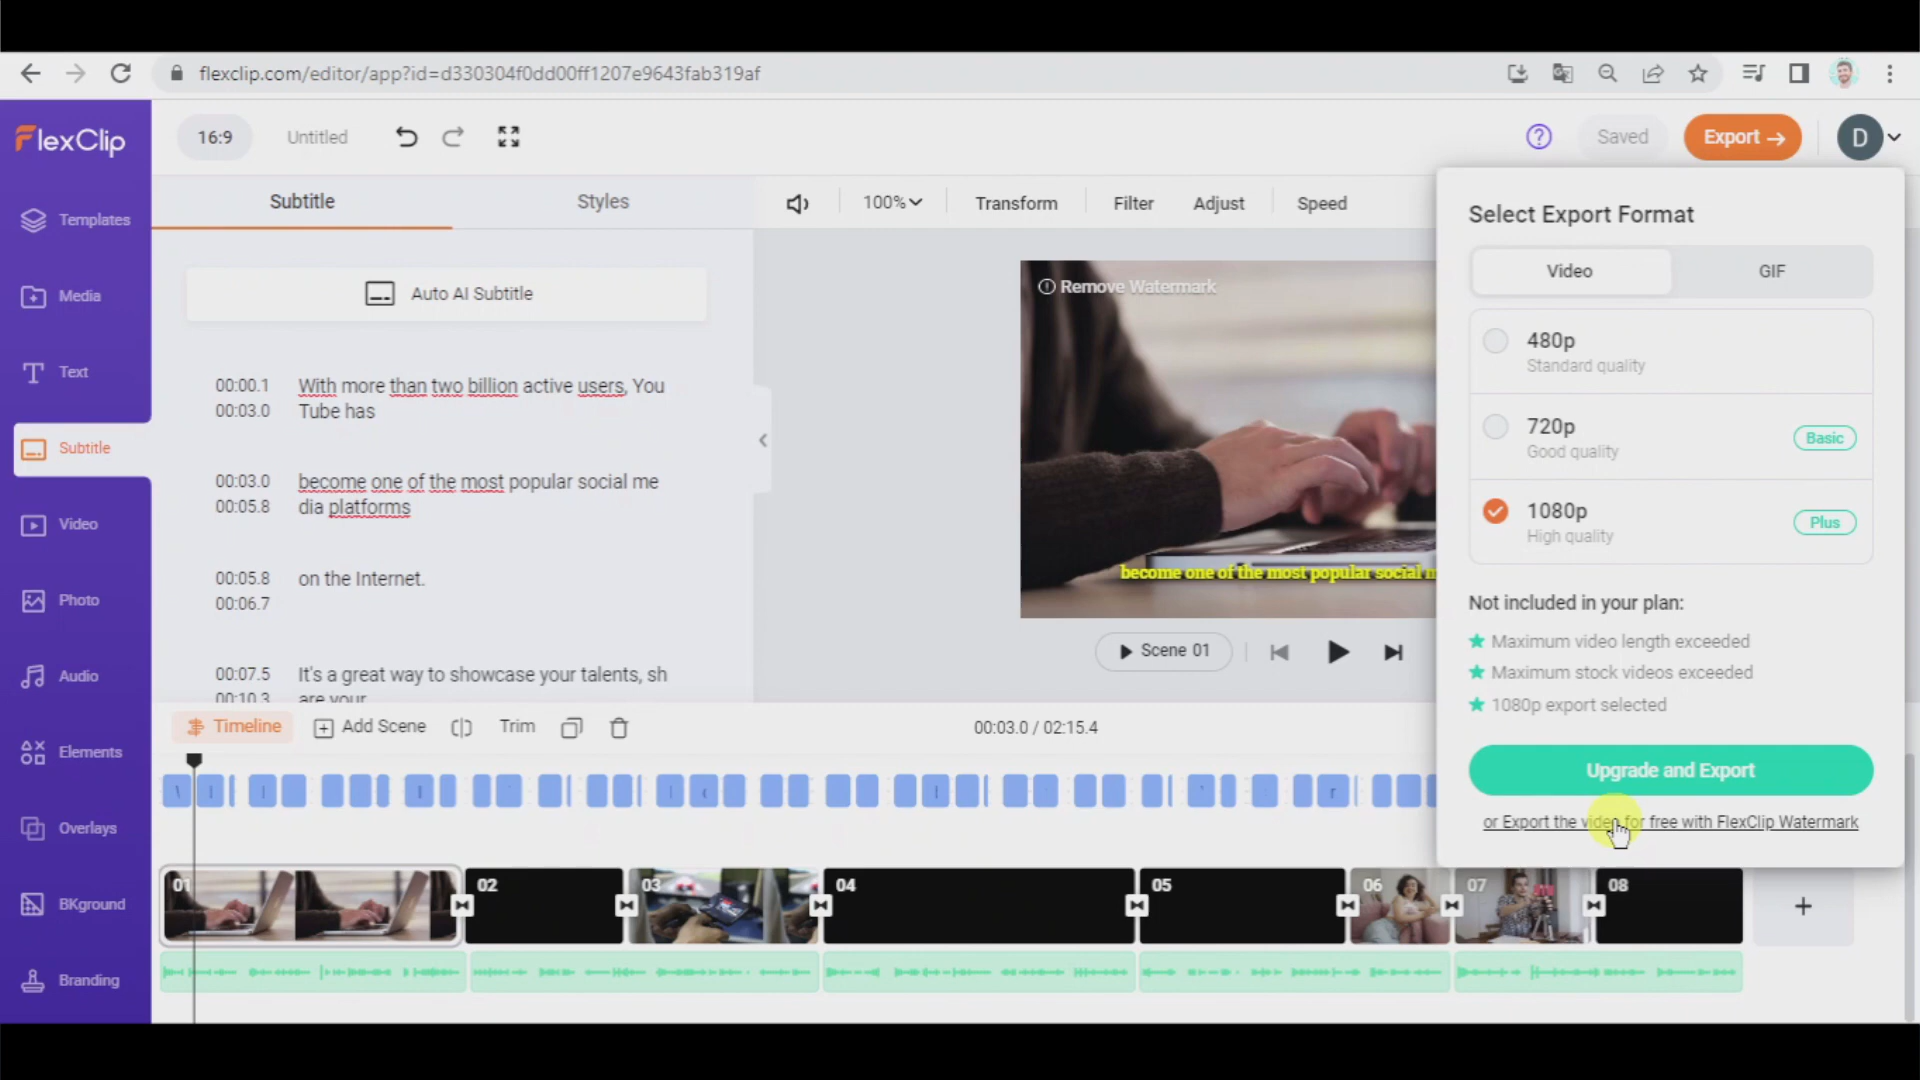 flexclip.com/editor/app?id=d330304f0dd00ff1207e9643fab319af
FlexClip
16:9
Untitled
Saved
Export
D
Templates
Media
Text
Subtitle
Video
Photo
Audio
Elements
Overlays
BKground
Branding
Subtitle
Styles
Auto AI Subtitle
00:00.1
00:03.0
With more than two billion active users, You
Tube has
00:03.0
00:05.8
become one of the most popular social me
dia platforms
00:05.8
00:06.7
on the Internet.
00:07.5
00:10.3
It's a great way to showcase your talents, sh
are your
100%
Transform
Filter
Adjust
Speed
Remove Watermark
become one of the most popular social m
Scene 01
Select Export Format
Video
GIF
480p
Standard quality
720p
Good quality
Basic
1080p
High quality
Plus
Not included in your plan:
Maximum video length exceeded
Maximum stock videos exceeded
1080p export selected
Upgrade and Export
or Export the video for free with FlexClip Watermark
Timeline
Add Scene
Trim
00:03.0 / 02:15.4
01
02
03
04
05
06
07
08